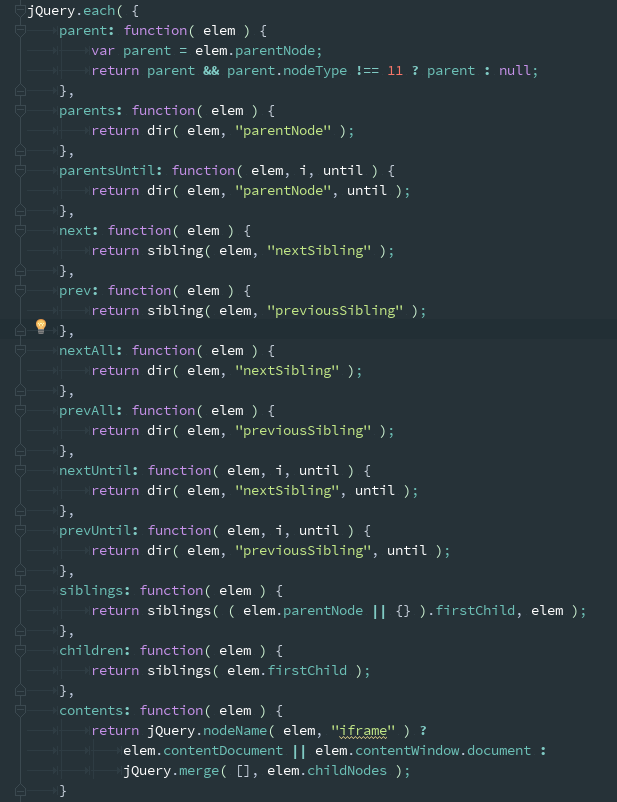 jQuery.each( {
parent: function( elem ) {
var parent = elem.parentNode;
return parent && parent.nodeType !== 11 ? parent : null;
},
parents: function( elem ) {
return dir( elem, "parentNode" );
},
parentsUntil: function( elem, i, until ) {
return dir( elem, "parentNode", until );
},
next: function( elem ) {
return sibling( elem, "nextSibling" );
},
prev: function( elem ) {
return sibling( elem, "previousSibling" );
},
nextAll: function( elem ) {
return dir( elem, "nextSibling" );
},
prevAll: function( elem ) {
return dir( elem, "previousSibling" );
},
nextUntil: function( elem, i, until ) {
return dir( elem, "nextSibling", until );
},
prevUntil: function( elem, i, until ) {
return dir( elem, "previousSibling", until );
},
siblings: function( elem ) {
return siblings( ( elem.parentNode || {} ).firstChild, elem );
},
children: function( elem ) {
return siblings( elem.firstChild );
},
contents: function( elem ) {
return jQuery.nodeName( elem, "iframe" ) ?
elem.contentDocument || elem.contentWindow.document :
jQuery.merge( [], elem.childNodes );
}